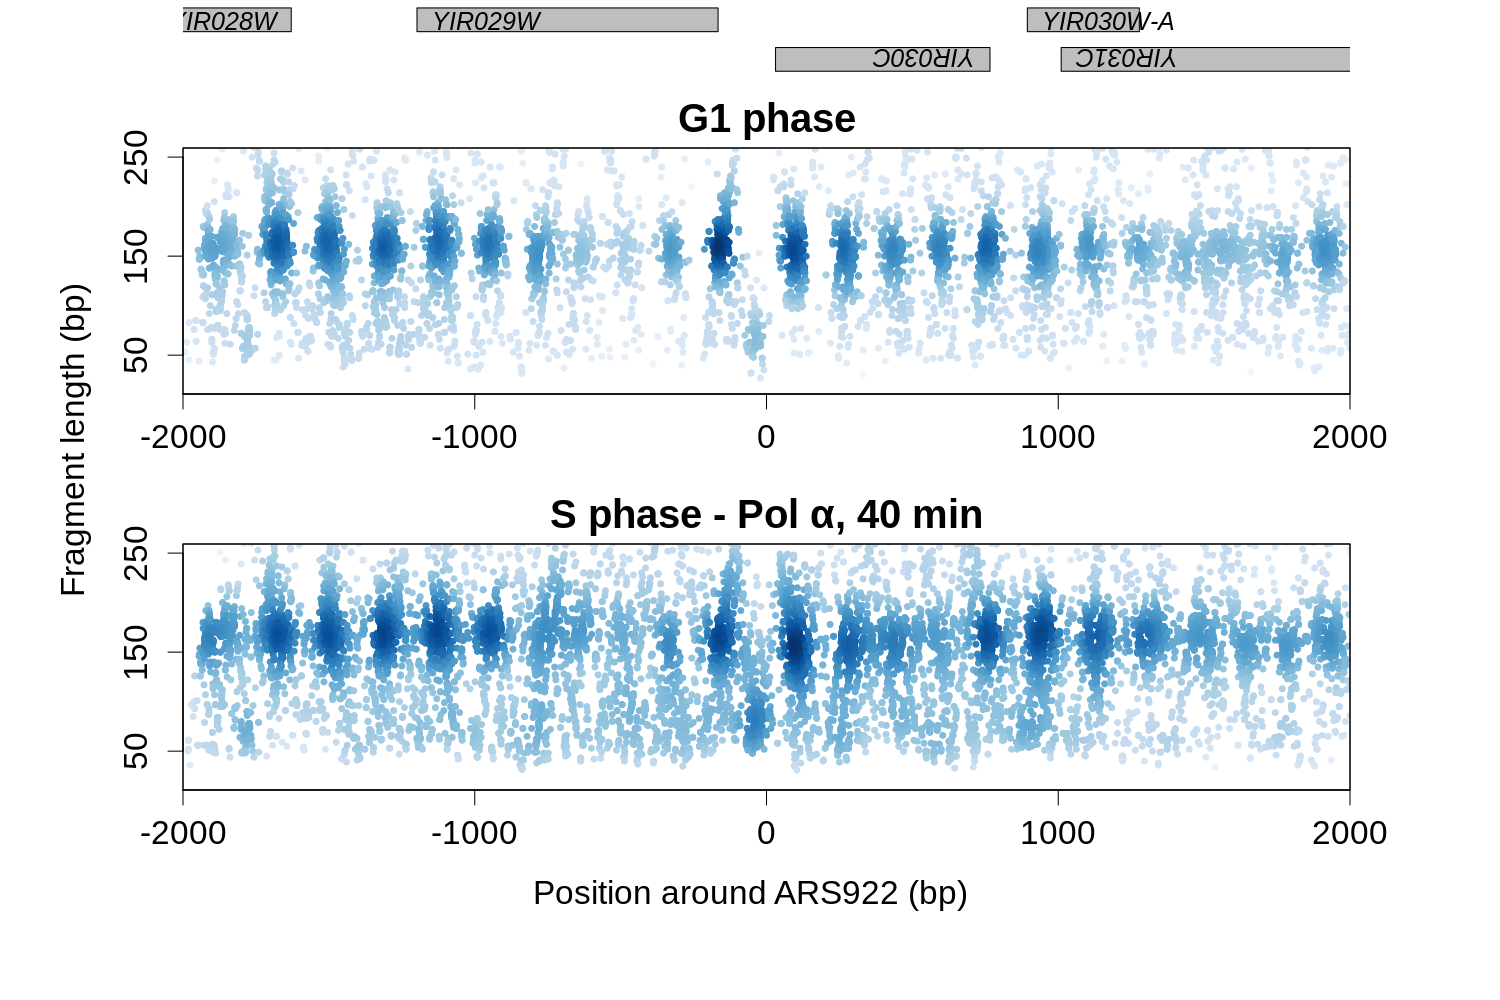 YIR028W YIR029W YIR030W-A
YIR030C YIR031C
G1 phase
250
150
50
-2000 -1000 0 1000 2000
Fragment length (bp)
S phase - Pol α, 40 min
250
150
50
-2000 -1000 0 1000 2000
Position around ARS922 (bp)